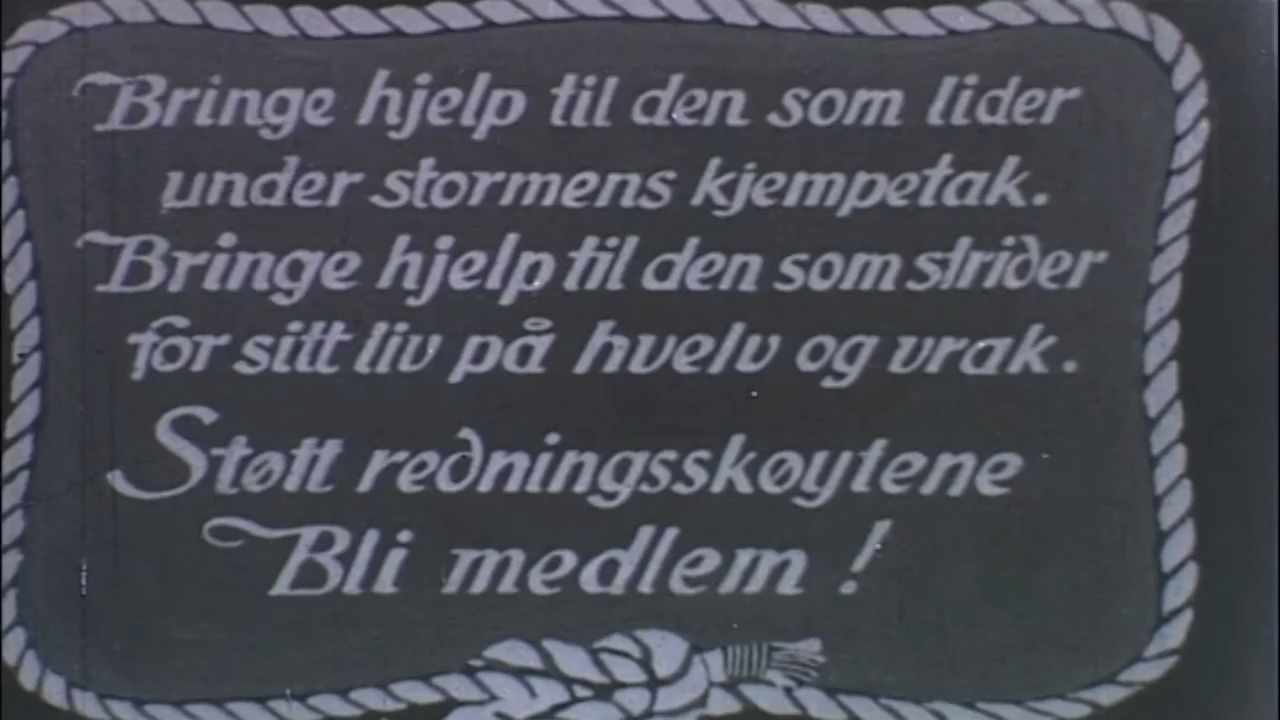 Bringe hjelp til den som lider
under stormens kjempetak.
Bringe hjelp til den som strider
for sitt liv på hvelv og vrak.
Støtt redningsskøytene
Bli medlem !